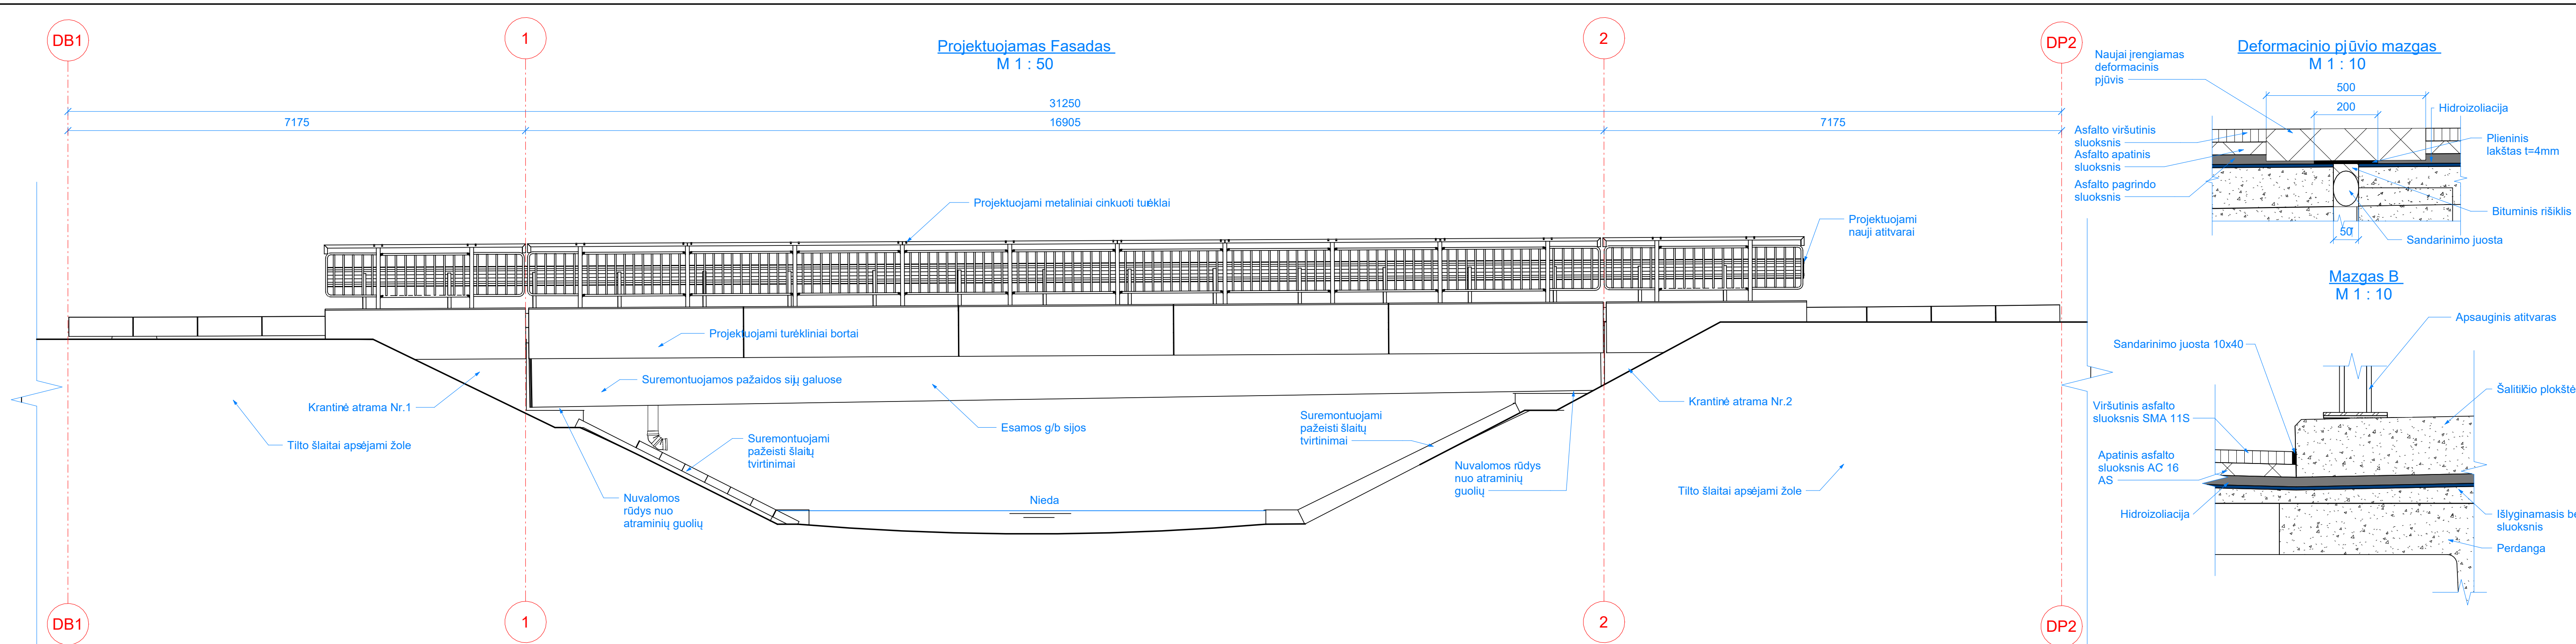 DB1
1
2
DP2
Projektuojamas Fasadas
M 1 : 50
31250
7175
16905
7175
Projektuojami metaliniai cinkuoti turėklai
Projektuojami
nauji atitvarai
Projektuojami turėkliniai bortai
Suremontuojamos pažaidos sijų galuose
Krantinė atrama Nr.1
Tilto šlaitai apsėjami žole
Suremontuojami
pažeisti šlaitų
tvirtinimai
Esamos g/b sijos
Suremontuojami
pažeisti šlaitų
tvirtinimai
Krantinė atrama Nr.2
Nuvalomos
rūdys nuo
atraminių guolių
Nieda
Nuvalomos rūdys
nuo atraminių
guolių
Tilto šlaitai apsėjami žole
DB1
1
2
DP2
Deformacinio pjūvio mazgas
M 1 : 10
Naujai įrengiamas
deformacinis
pjūvis
500
200
Hidroizoliacija
Asfalto viršutinis
sluoksnis
Asfalto apatinis
sluoksnis
Asfalto pagrindo
sluoksnis
Plieninis
lakštas t=4mm
Bituminis rišiklis
50
Sandarinimo juosta
Mazgas B
M 1 : 10
Apsauginis atitvaras
Sandarinimo juosta 10x40
Šalitilčio plokštė
Viršutinis asfalto
sluoksnis SMA 11S
Apatinis asfalto
sluoksnis AC 16
AS
Hidroizoliacija
Išlyginamasis be
sluoksnis
Perdanga